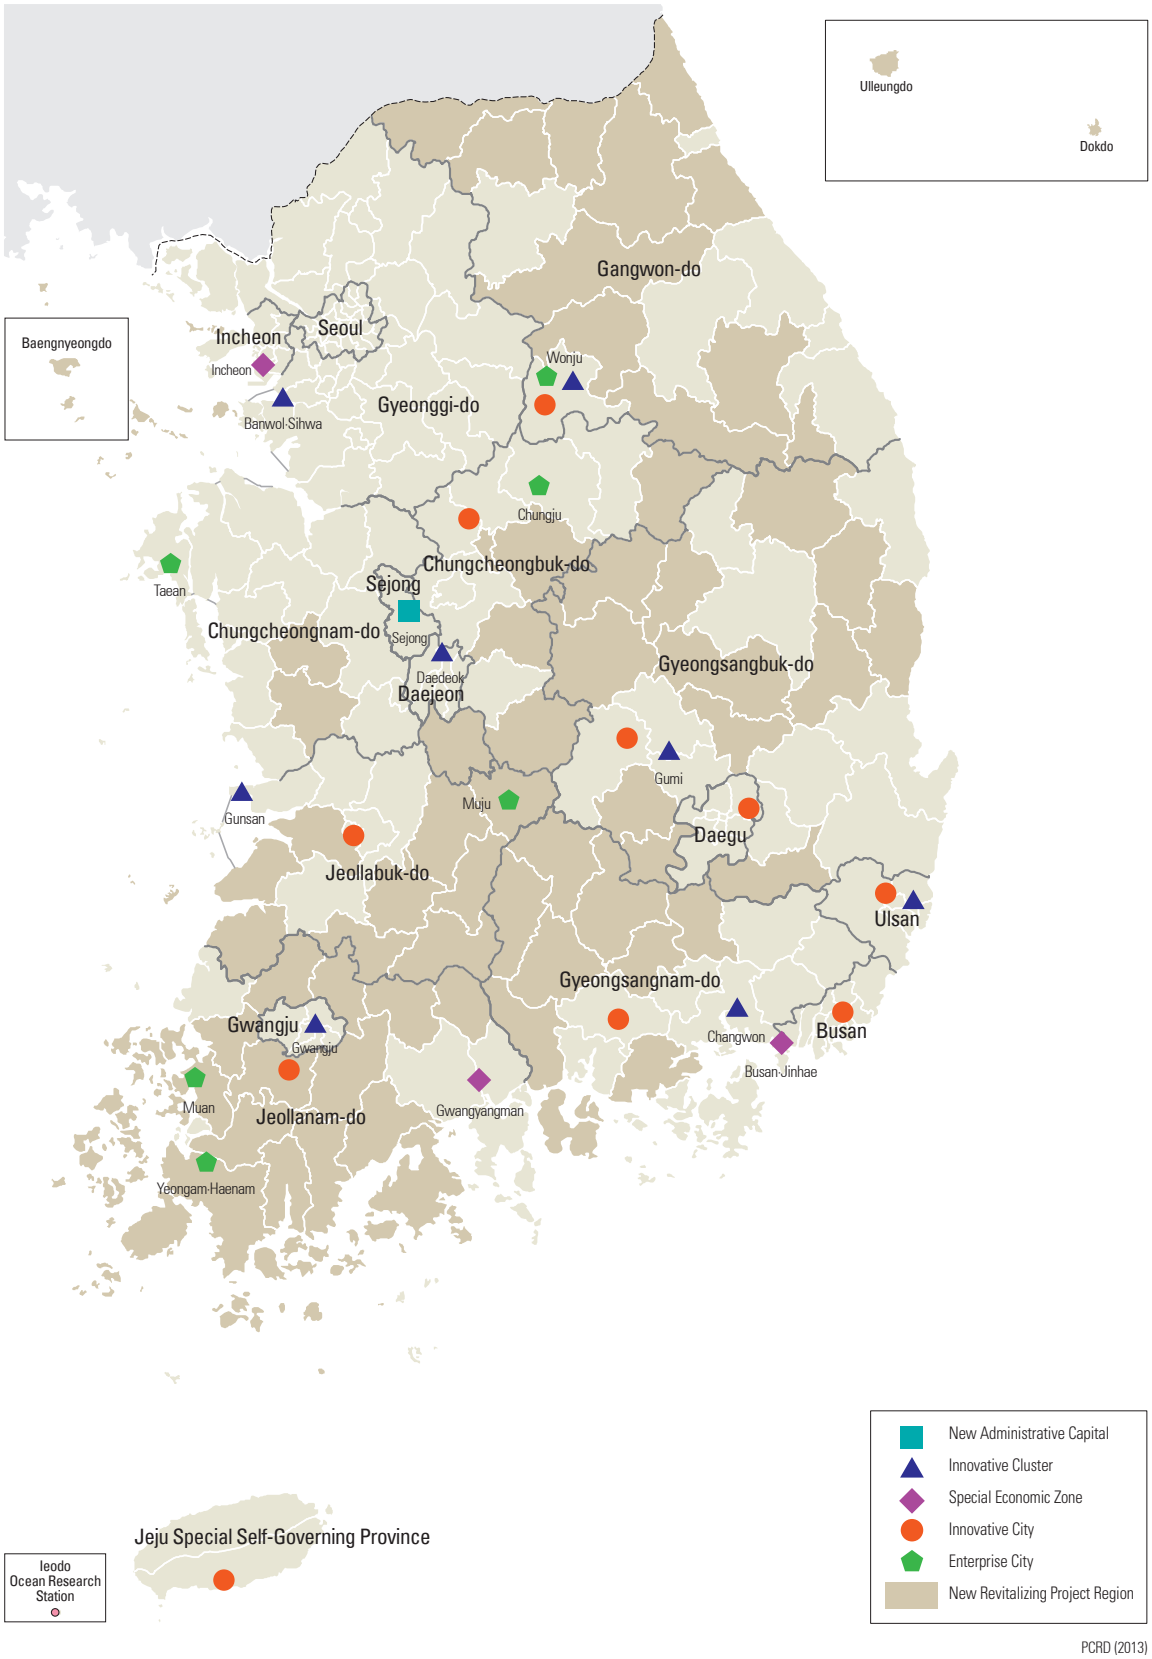 Ulleungdo
Dokdo
Gangwon-do
Baengnyeongdo
Incheon
Seoul
Incheon
Wonju
Banwol·Sihwa
Gyeonggi-do
Chungju
Chungcheongbuk-do
Taean
Sejong
Chungcheongnam-do
Sejong
Gyeongsangbuk-do
Daedeok
Daejeon
Gumi
Muju
Gunsan
Daegu
Jeollabuk-do
Ulsan
Gyeongsangnam-do
Gwangju
Gwangju
Changwon
Busan
Busan·Jinhae
Muan
Gwangyangman
Jeollanam-do
Yeongam·Haenam
Jeju Special Self-Governing Province
Ieodo
Ocean Research
Station
New Administrative Capital
Innovative Cluster
Special Economic Zone
Innovative City
Enterprise City
New Revitalizing Project Region
PCRD (2013)